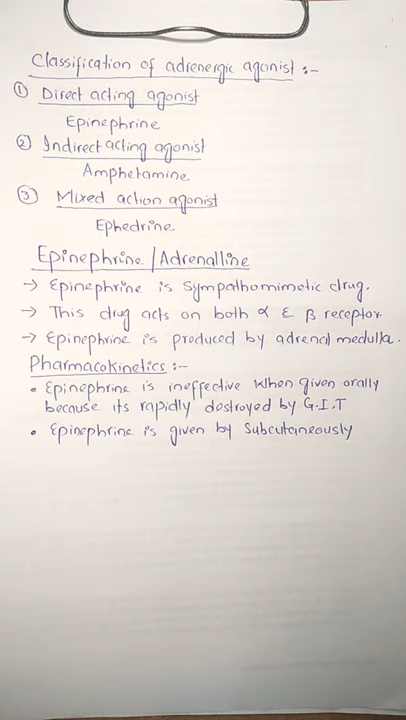 Classification of adrenergic agonist :-
① Direct acting agonist
Epinephrine
② Indirect acting agonist
Amphetamine
③ Mixed action agonist
Ephedrine
Epinephrine / Adrenalline
→ Epinephrine is Sympathomimetic drug.
→ This drug acts on both α & β receptor.
→ Epinephrine is produced by adrenal medulla.
Pharmacokinetics :-
• Epinephrine is ineffective When given orally
because its rapidly destroyed by G.I.T
• Epinephrine is given by Subcutaneously